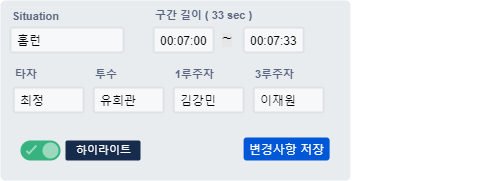 Situation
구간 길이 ( 33 sec )
홈런
00:07:00 ~ 00:07:33
타자 투수 1루주자 3루주자
최정 유희관 김강민 이재원
하이라이트 변경사항 저장